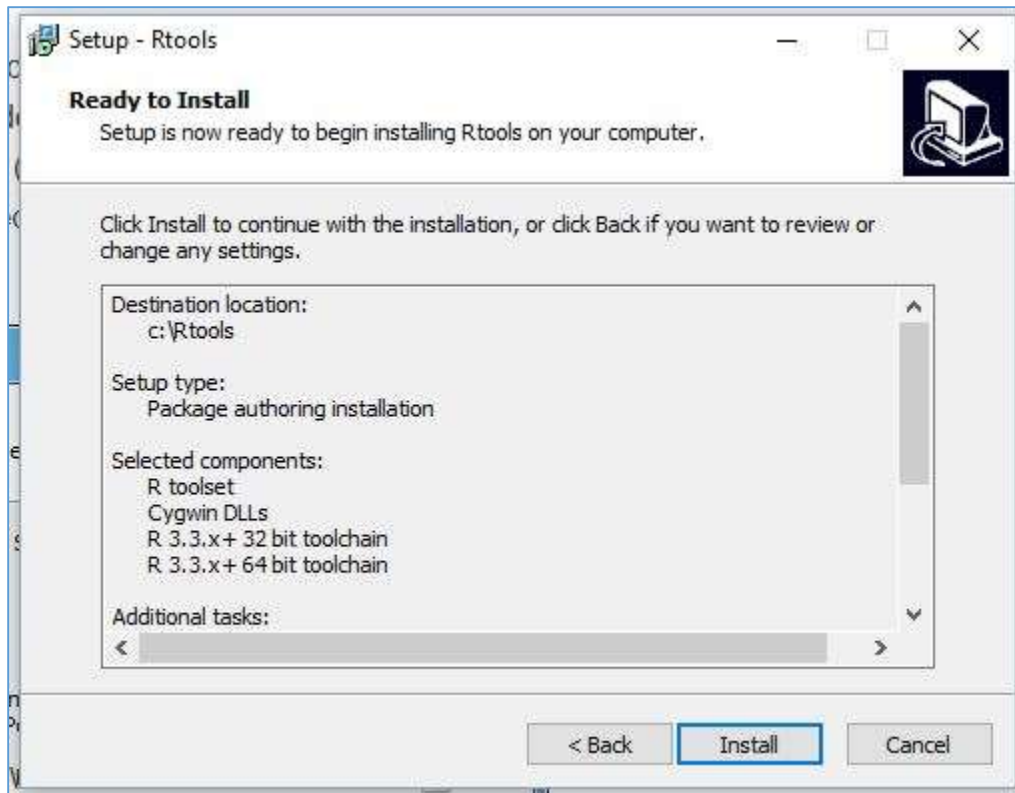 Setup - Rtools
Ready to Install
Setup is now ready to begin installing Rtools on your computer.
Click Install to continue with the installation, or click Back if you want to review or
change any settings.
Destination location:
c:\Rtools
Setup type:
Package authoring installation
Selected components:
R toolset
Cygwin DLLs
R 3.3.x+ 32 bit toolchain
R 3.3.x+ 64 bit toolchain
Additional tasks:
< Back
Install
Cancel